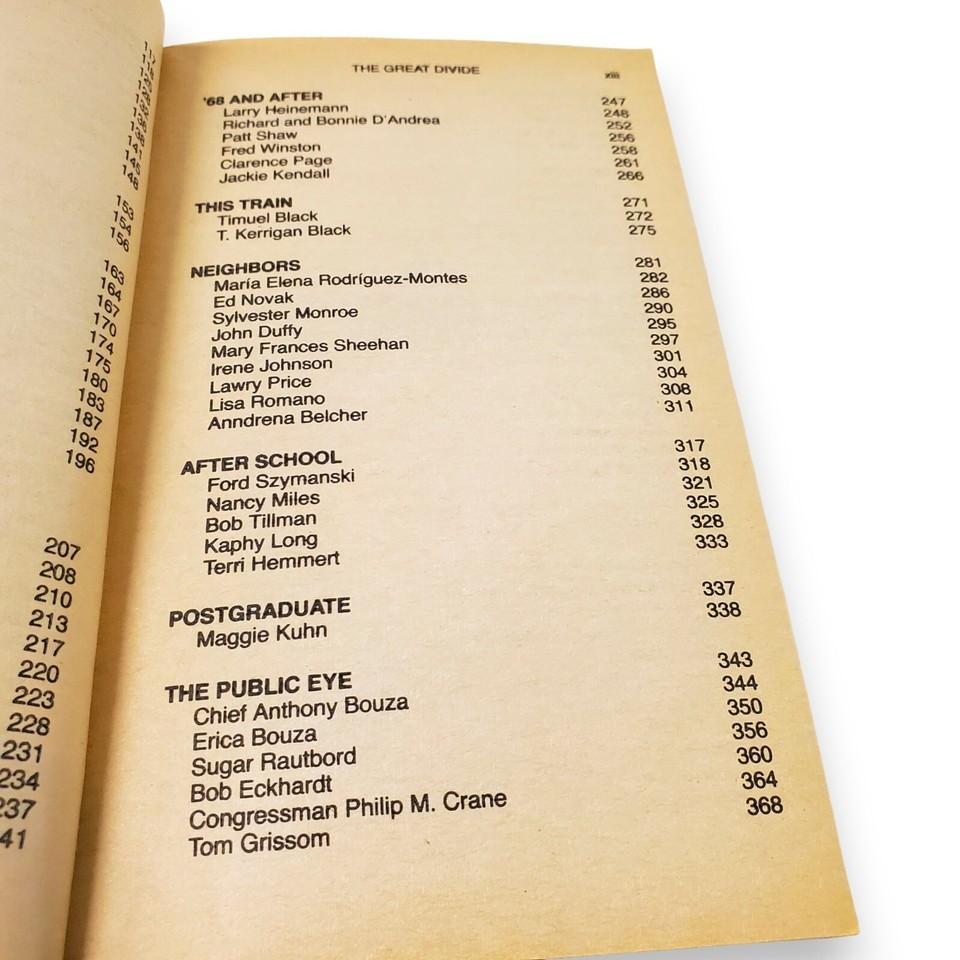 141
145
148
153
154
156
163
164
167
170
174
175
180
183
187
192
196
207
208
210
213
217
220
223
228
231
234
237
41
THE GREAT DIVIDE xiii
'68 AND AFTER 247
Larry Heinemann 248
Richard and Bonnie D'Andrea 252
Patt Shaw 256
Fred Winston 258
Clarence Page 261
Jackie Kendall 266
THIS TRAIN 271
Timuel Black 272
T. Kerrigan Black 275
NEIGHBORS 281
María Elena Rodríguez-Montes 282
Ed Novak 286
Sylvester Monroe 290
John Duffy 295
Mary Frances Sheehan 297
Irene Johnson 301
Lawry Price 304
Lisa Romano 308
Anndrena Belcher 311
AFTER SCHOOL 317
Ford Szymanski 318
Nancy Miles 321
Bob Tillman 325
Kaphy Long 328
Terri Hemmert 333
POSTGRADUATE 337
Maggie Kuhn 338
THE PUBLIC EYE 343
Chief Anthony Bouza 344
Erica Bouza 350
Sugar Rautbord 356
Bob Eckhardt 360
Congressman Philip M. Crane 364
Tom Grissom 368